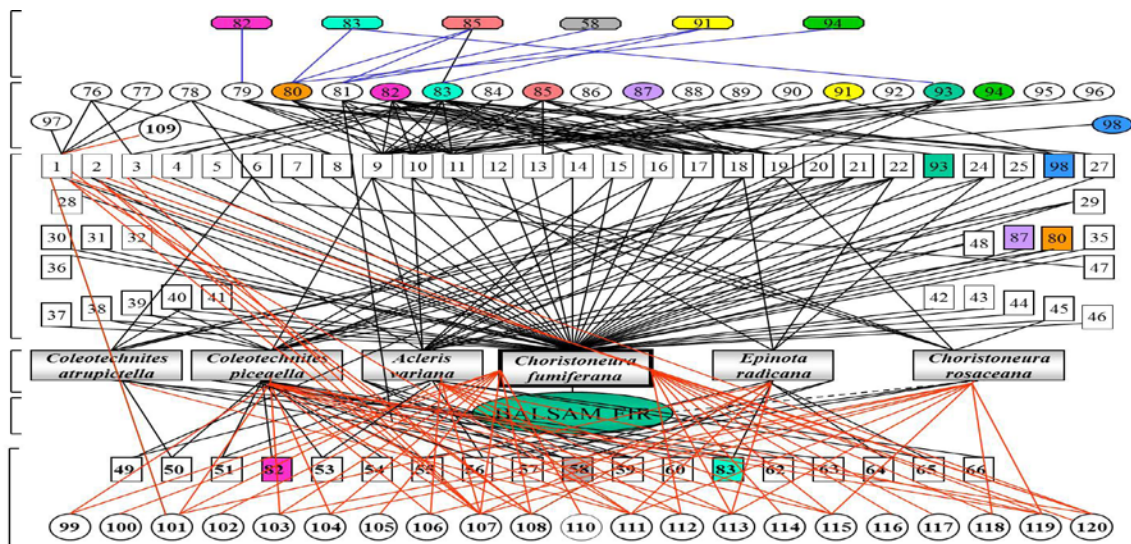 82 83 85 58 91 94
76 77 78 79 80 81 82 83 84 85 86 87 88 89 90 91 92 93 94 95 96
97 109 98
1 2 3 4 5 6 7 8 9 10 11 12 13 14 15 16 17 18 19 20 21 22 93 24 25 98 27
28 29
30 31 32 48 87 80 35
36 47
37 38 39 40 41 42 43 44 45 46
Coleotechnites Coleotechnites Acleris Choristoneura Epinota Choristoneura
atrupictella piceaella variana fumiferana radicana rosaceana
BALSAM FIR
49 50 51 82 53 54 55 56 57 58 59 60 83 62 63 64 65 66
99 100 101 102 103 104 105 106 107 108 110 111 112 113 114 115 116 117 118 119 120